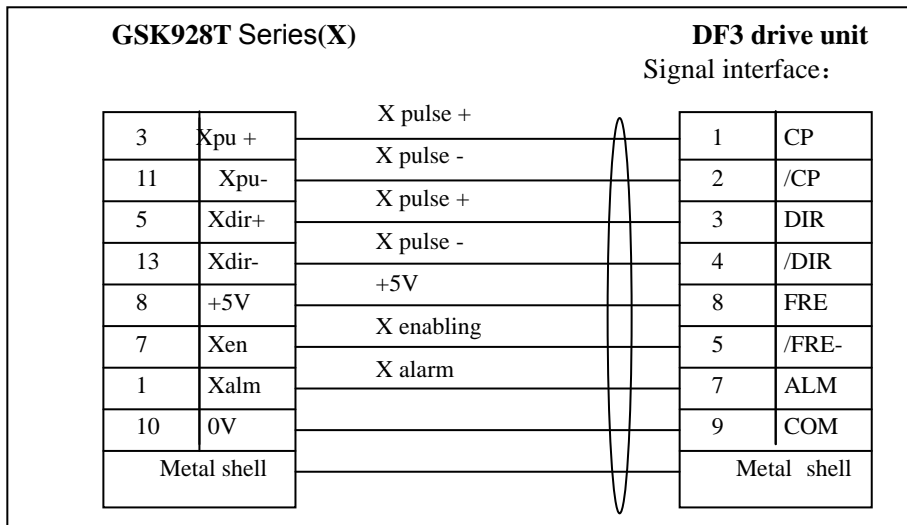 GSK928T Series(X) DF3 drive unit
Signal interface：
X pulse +
3 Xpu + 1 CP
X pulse -
11 Xpu- 2 /CP
X pulse +
5 Xdir+ 3 DIR
X pulse -
13 Xdir- 4 /DIR
+5V
8 +5V 8 FRE
X enabling
7 Xen 5 /FRE-
X alarm
1 Xalm 7 ALM
10 0V 9 COM
Metal shell Metal shell